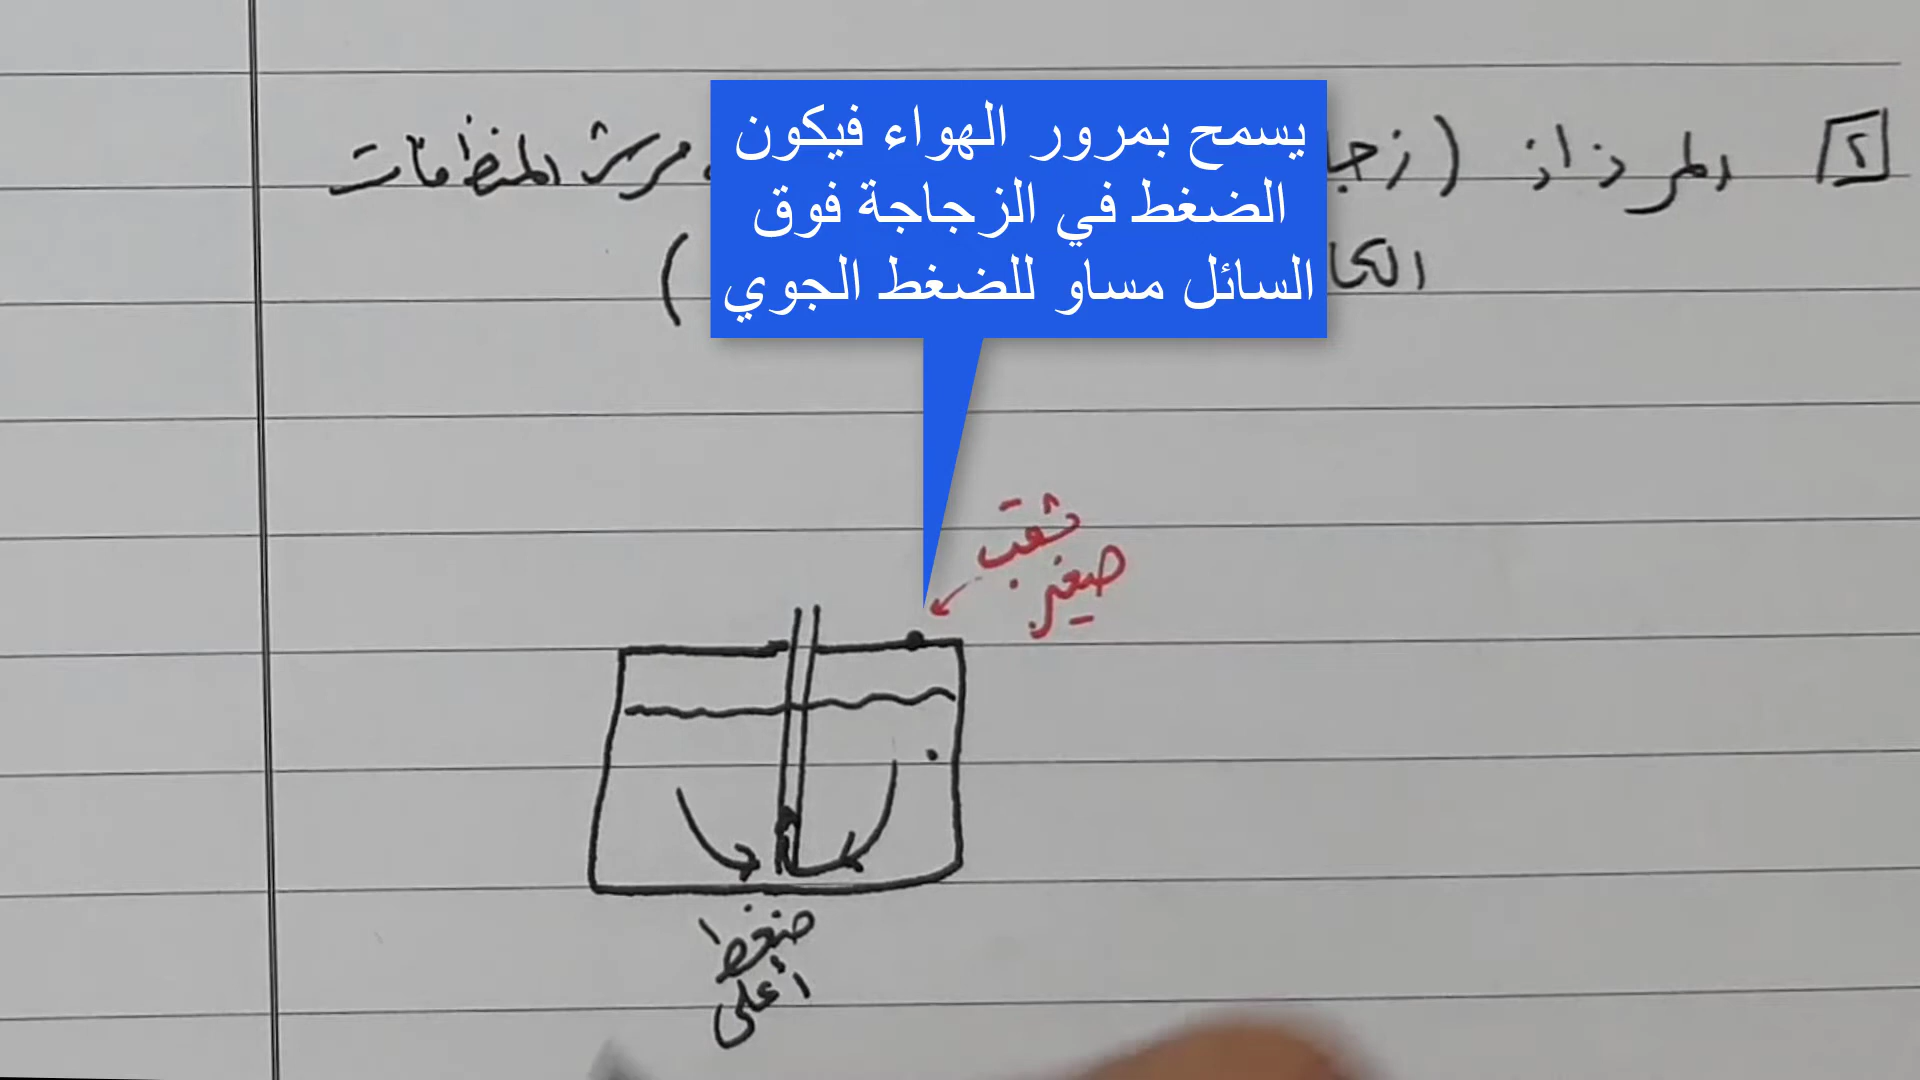 ٢ المرذاذ (زجا مرش المنظفات
الكا )
يسمح بمرور الهواء فيكون
الضغط في الزجاجة فوق
السائل مساو للضغط الجوي
ثقب
صغير
ضغط
أعلى